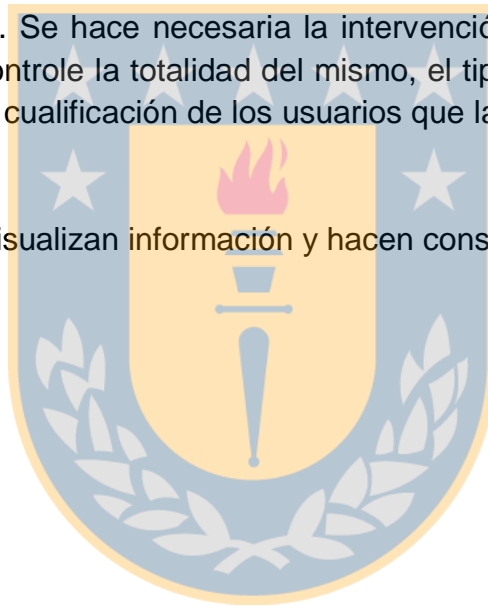 . Se hace necesaria la intervenció
ontrole la totalidad del mismo, el tip
cualificación de los usuarios que la
isualizan información y hacen cons